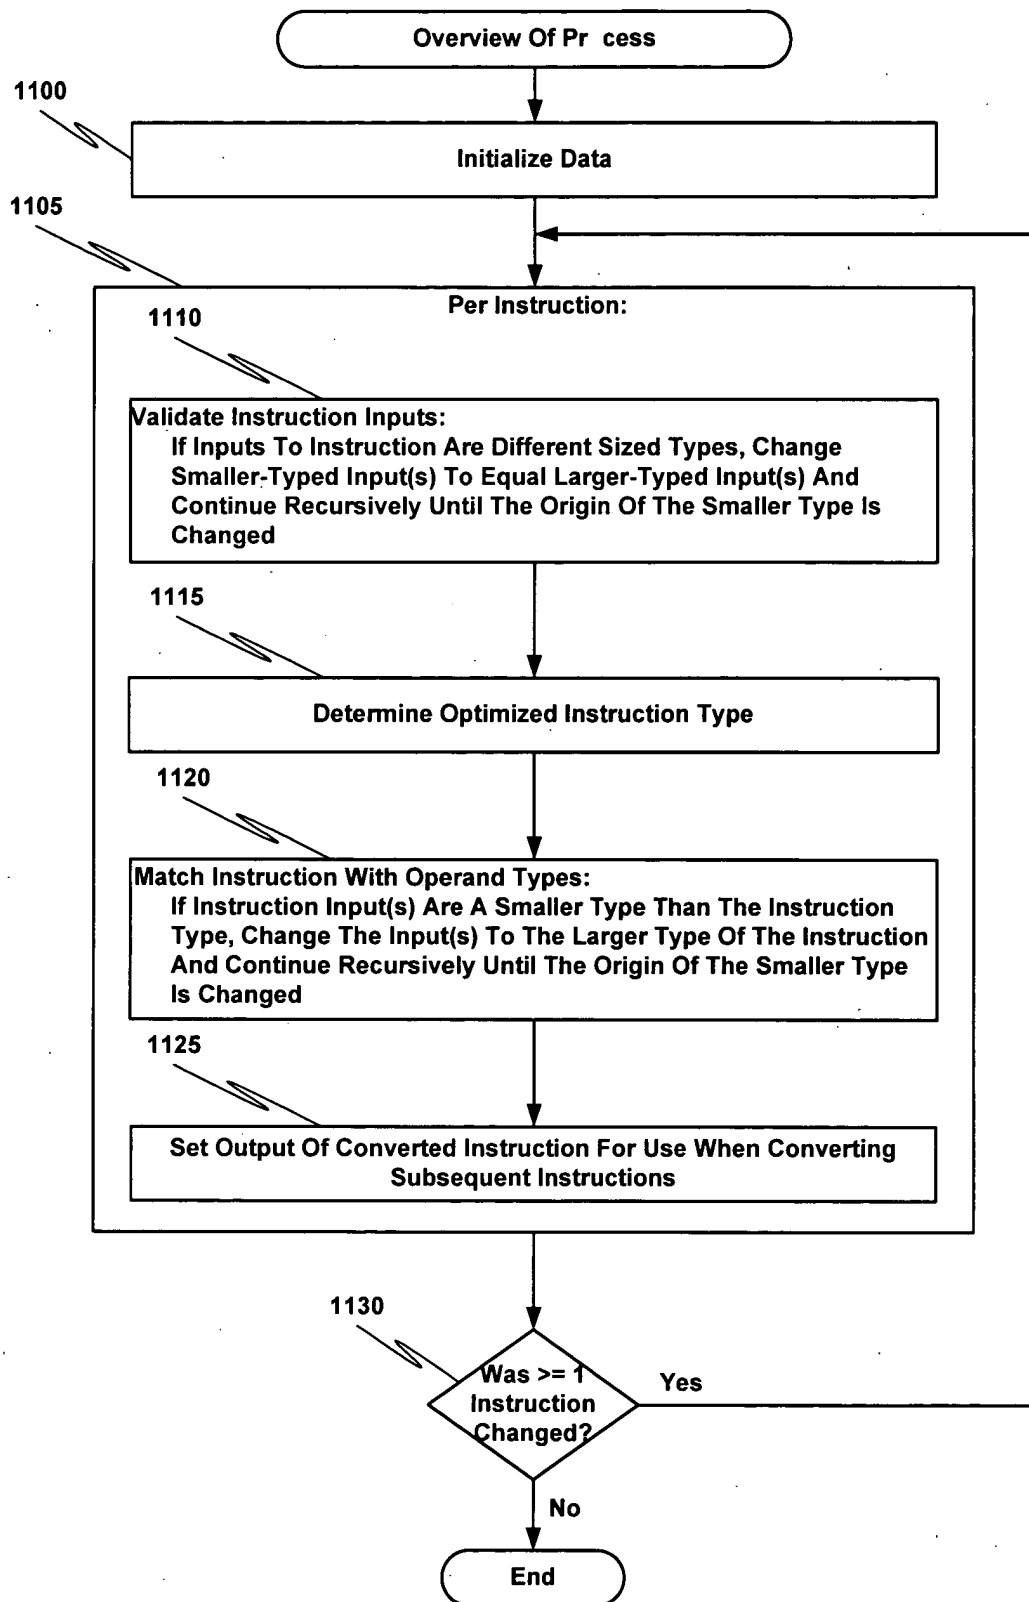 Overview Of Pr cess
1100
Initialize Data
1105
Per Instruction:
1110
Validate Instruction Inputs:
If Inputs To Instruction Are Different Sized Types, Change
Smaller-Typed Input(s) To Equal Larger-Typed Input(s) And
Continue Recursively Until The Origin Of The Smaller Type Is
Changed
1115
Determine Optimized Instruction Type
1120
Match Instruction With Operand Types:
If Instruction Input(s) Are A Smaller Type Than The Instruction
Type, Change The Input(s) To The Larger Type Of The Instruction
And Continue Recursively Until The Origin Of The Smaller Type
Is Changed
1125
Set Output Of Converted Instruction For Use When Converting
Subsequent Instructions
1130
Was >= 1
Instruction
Changed?
Yes
No
End